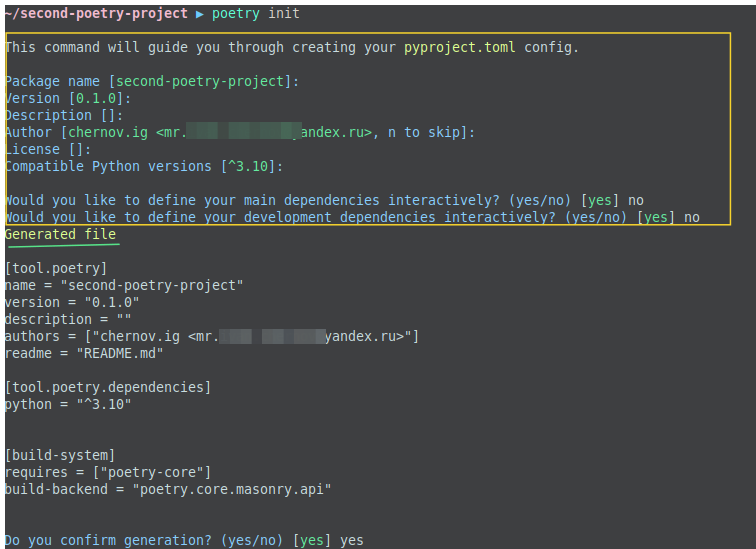 ~/second-poetry-project ▶ poetry init
This command will guide you through creating your pyproject.toml config.
Package name [second-poetry-project]:
Version [0.1.0]:
Description []:
Author [chernov.ig <mr. andex.ru>, n to skip]:
License []:
Compatible Python versions [^3.10]:
Would you like to define your main dependencies interactively? (yes/no) [yes] no
Would you like to define your development dependencies interactively? (yes/no) [yes] no
Generated file
[tool.poetry]
name = "second-poetry-project"
version = "0.1.0"
description = ""
authors = ["chernov.ig <mr. yandex.ru>"]
readme = "README.md"
[tool.poetry.dependencies]
python = "^3.10"
[build-system]
requires = ["poetry-core"]
build-backend = "poetry.core.masonry.api"
Do you confirm generation? (yes/no) [yes] yes